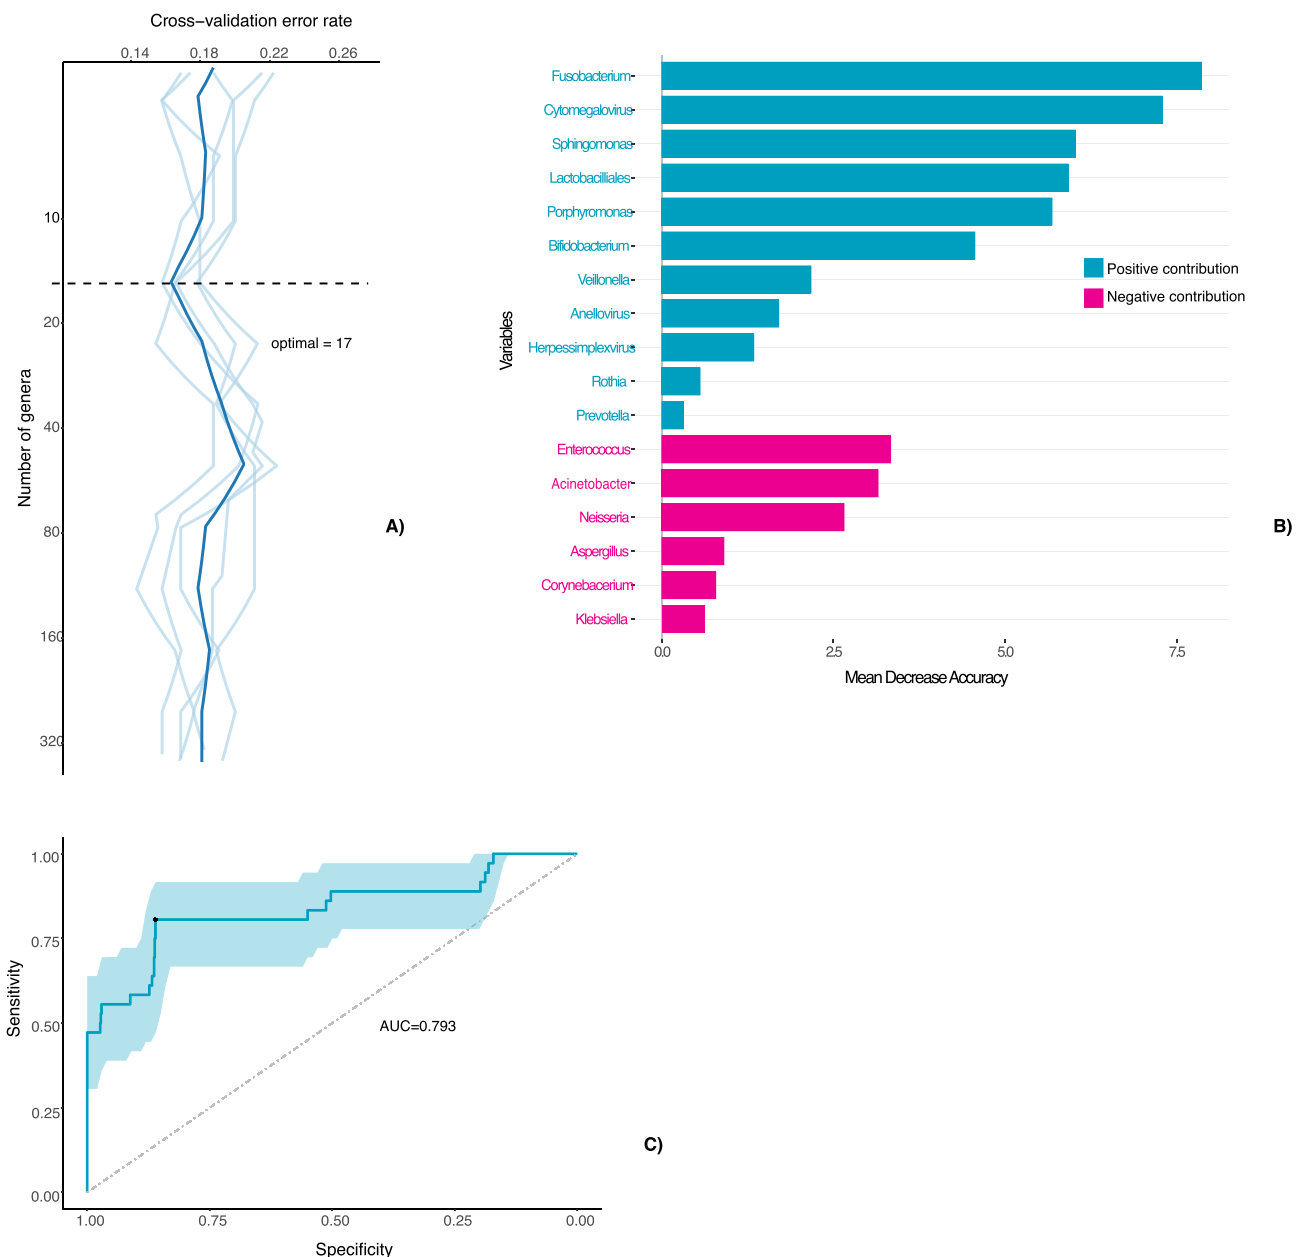 Cross−validation error rate
0.14 0.18 0.22 0.26
10
20
40
80
160
320
Number of genera
optimal = 17
A)
Fusobacterium
Cytomegalovirus
Sphingomonas
Lactobacilliales
Porphyromonas
Bifidobacterium
Veillonella
Anellovirus
Herpessimplexvirus
Rothia
Prevotella
Enterococcus
Acinetobacter
Neisseria
Aspergillus
Corynebacerium
Klebsiella
Variables
0.0 2.5 5.0 7.5
Mean Decrease Accuracy
Positive contribution
Negative contribution
B)
1.00
0.75
0.50
0.25
0.00
Sensitivity
AUC=0.793
1.00 0.75 0.50 0.25 0.00
Specificity
C)